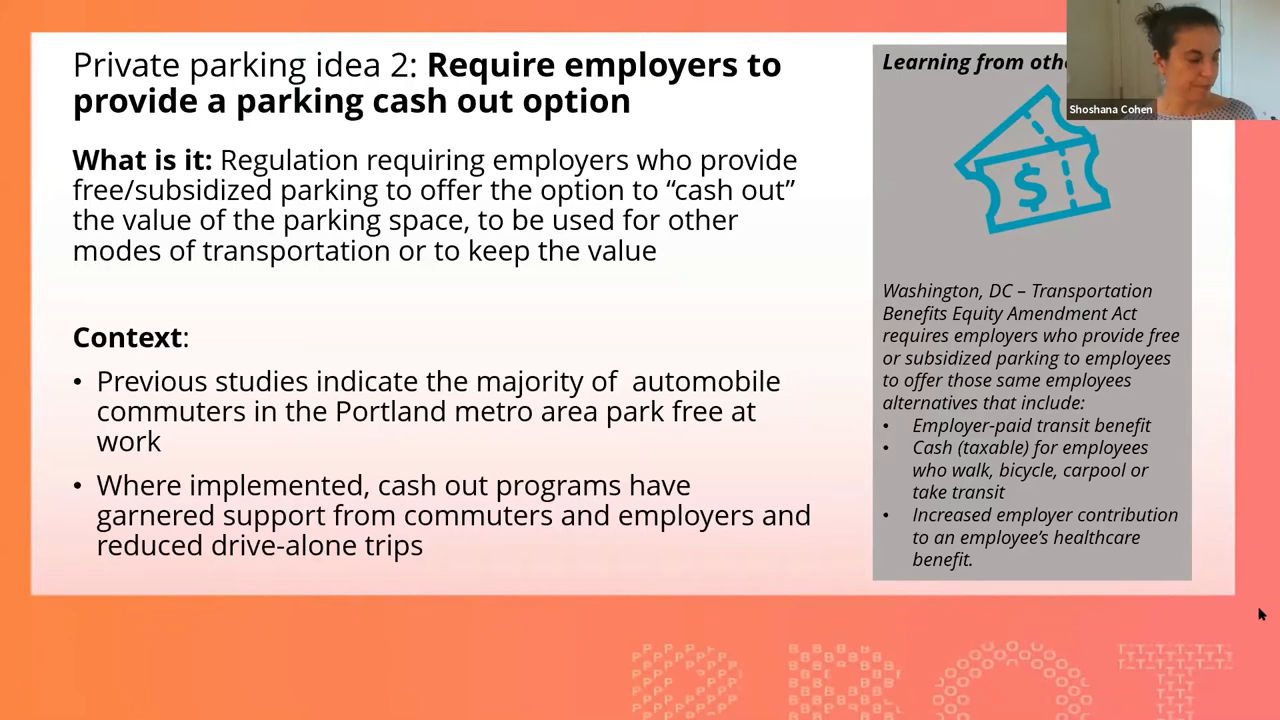 Private parking idea 2: Require employers to
provide a parking cash out option
What is it: Regulation requiring employers who provide
free/subsidized parking to offer the option to “cash out”
the value of the parking space, to be used for other
modes of transportation or to keep the value
Context:
• Previous studies indicate the majority of  automobile
commuters in the Portland metro area park free at
work
• Where implemented, cash out programs have
garnered support from commuters and employers and
reduced drive-alone trips
Learning from
Shoshana Cohen
$
Washington, DC – Transportation
Benefits Equity Amendment Act
requires employers who provide free
or subsidized parking to employees
to offer those same employees
alternatives that include:
• Employer-paid transit benefit
• Cash (taxable) for employees
who walk, bicycle, carpool or
take transit
• Increased employer contribution
to an employee’s healthcare
benefit.
PBOT